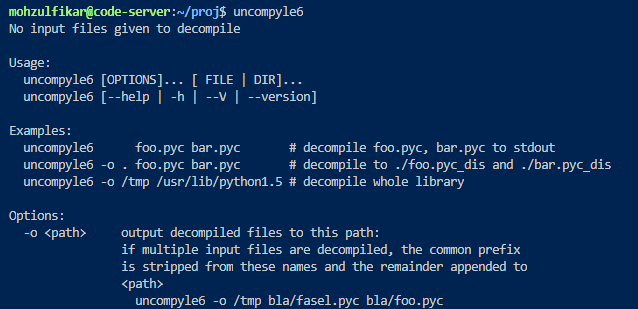 mohzulfikar@code-server:~/proj$ uncompyle6
No input files given to decompile

Usage:
  uncompyle6 [OPTIONS]... [ FILE | DIR]...
  uncompyle6 [--help | -h | --V | --version]

Examples:
  uncompyle6      foo.pyc bar.pyc       # decompile foo.pyc, bar.pyc to stdout
  uncompyle6 -o . foo.pyc bar.pyc       # decompile to ./foo.pyc_dis and ./bar.pyc_dis
  uncompyle6 -o /tmp /usr/lib/python1.5 # decompile whole library

Options:
  -o <path>     output decompiled files to this path:
                if multiple input files are decompiled, the common prefix
                is stripped from these names and the remainder appended to
                <path>
                  uncompyle6 -o /tmp bla/fasel.pyc bla/foo.pyc